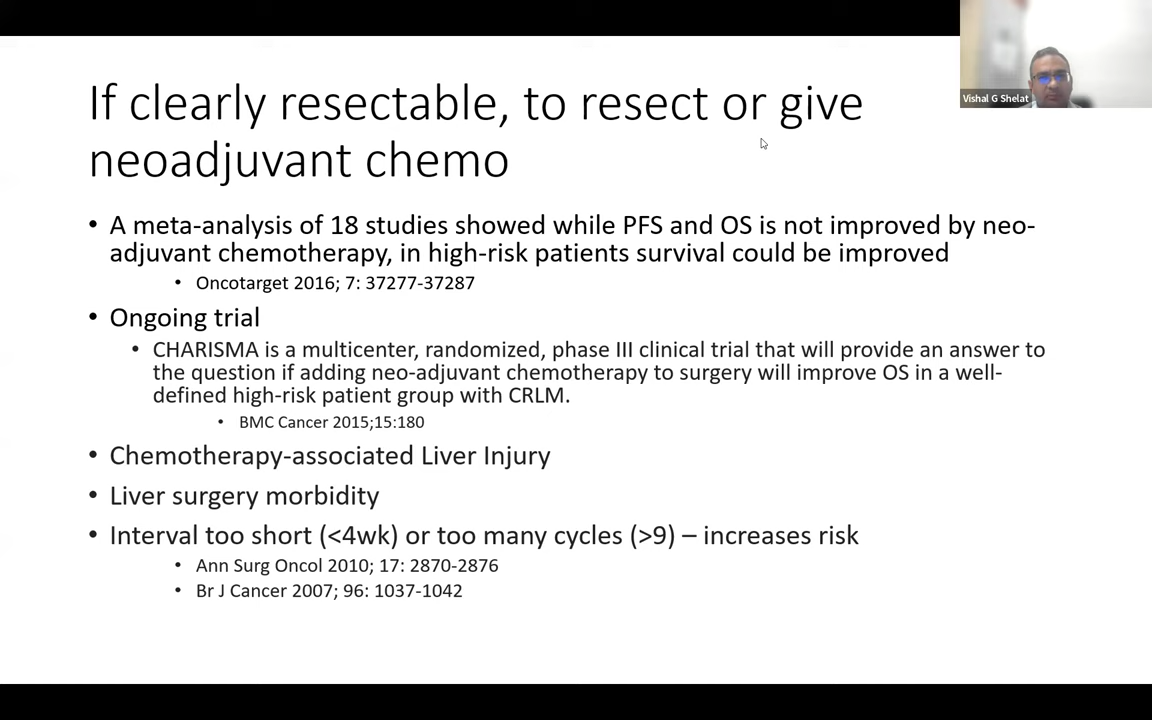 If clearly resectable, to resect or give
neoadjuvant chemo
Vishal G Shelat
• A meta-analysis of 18 studies showed while PFS and OS is not improved by neo-
adjuvant chemotherapy, in high-risk patients survival could be improved
• Oncotarget 2016; 7: 37277-37287
• Ongoing trial
• CHARISMA is a multicenter, randomized, phase III clinical trial that will provide an answer to
the question if adding neo-adjuvant chemotherapy to surgery will improve OS in a well-
defined high-risk patient group with CRLM.
• BMC Cancer 2015;15:180
• Chemotherapy-associated Liver Injury
• Liver surgery morbidity
• Interval too short (<4wk) or too many cycles (>9) – increases risk
• Ann Surg Oncol 2010; 17: 2870-2876
• Br J Cancer 2007; 96: 1037-1042